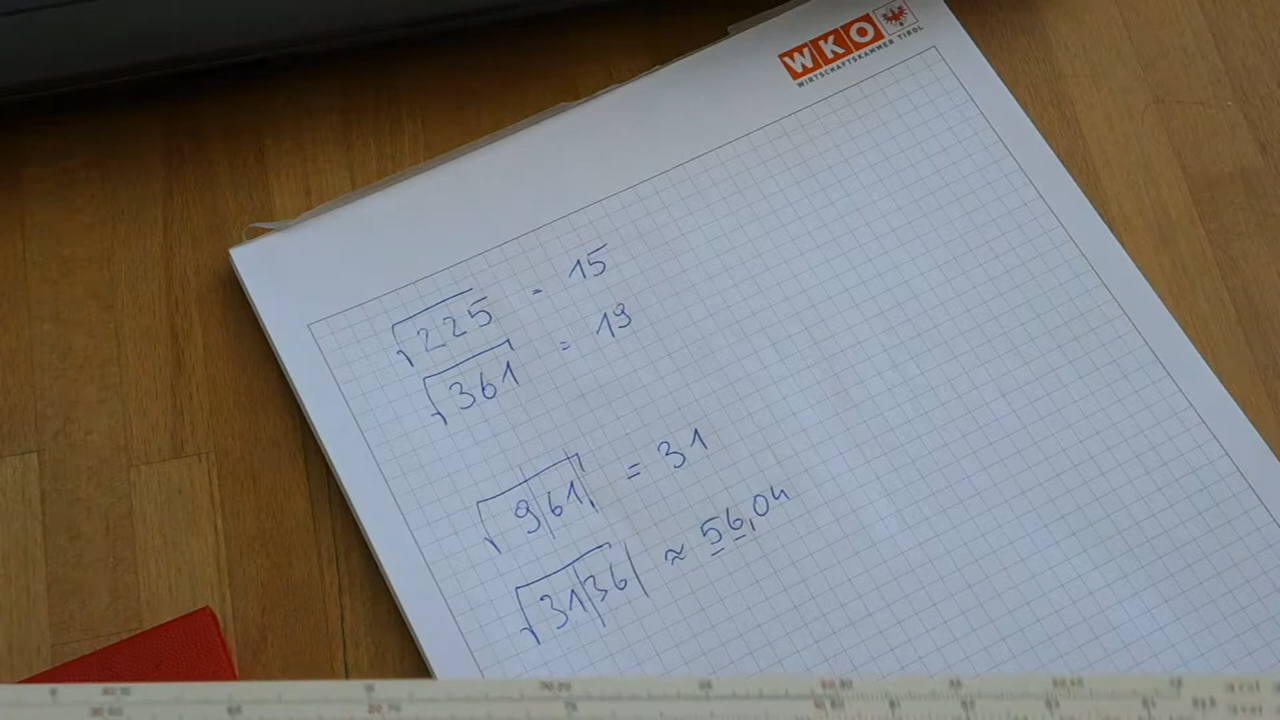 WKO
WIRTSCHAFTSKAMMER TIROL
√225 = 15
√361 = 19
√9|61| = 31
√31|36| ≈ 56,04